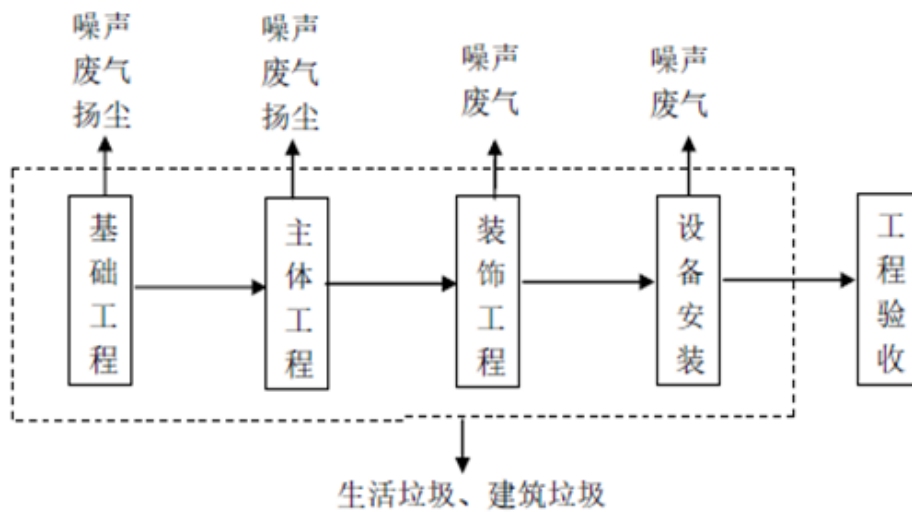 噪声
废气
扬尘
噪声
废气
扬尘
噪声
废气
噪声
废气
基础工程
主体工程
装饰工程
设备安装
工程验收
生活垃圾、建筑垃圾